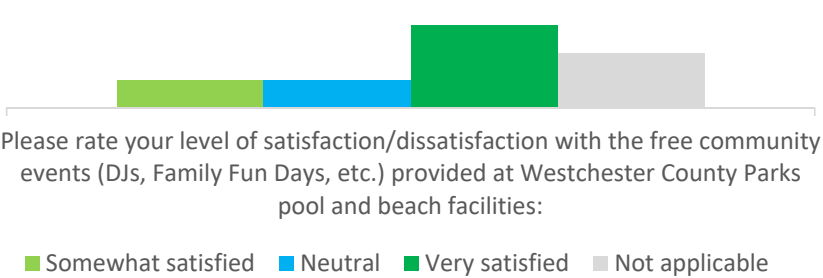 Please rate your level of satisfaction/dissatisfaction with the free community
events (DJs, Family Fun Days, etc.) provided at Westchester County Parks
pool and beach facilities:
Somewhat satisfied Neutral Very satisfied Not applicable